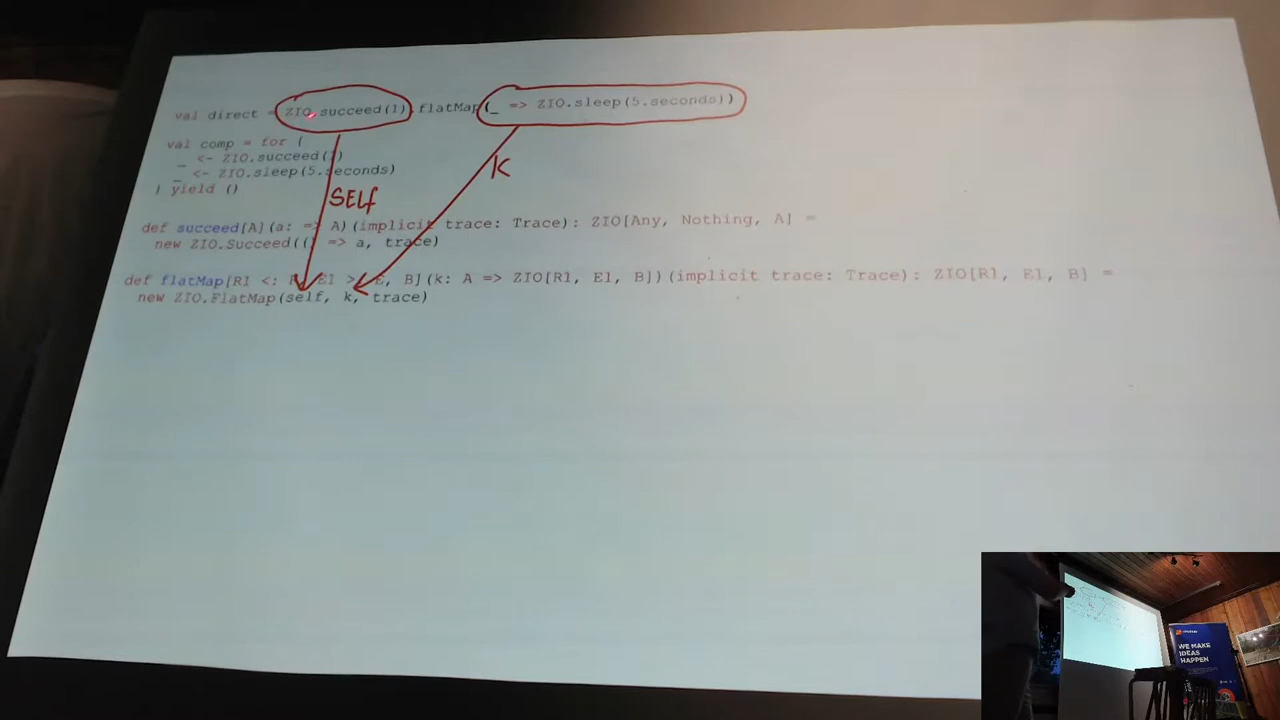 val direct = ZIO.succeed(1).flatMap(_ => ZIO.sleep(5.seconds))
val comp = for {
_ <- ZIO.succeed(1)
_ <- ZIO.sleep(5.seconds)
} yield ()
K
SELF
def succeed[A](a: => A)(implicit trace: Trace): ZIO[Any, Nothing, A] =
new ZIO.Succeed(() => a, trace)
def flatMap[R1 <: R, E1 >: E, B](k: A => ZIO[R1, E1, B])(implicit trace: Trace): ZIO[R1, E1, B] =
new ZIO.FlatMap(self, k, trace)
WE MAKE
IDEAS
HAPPEN